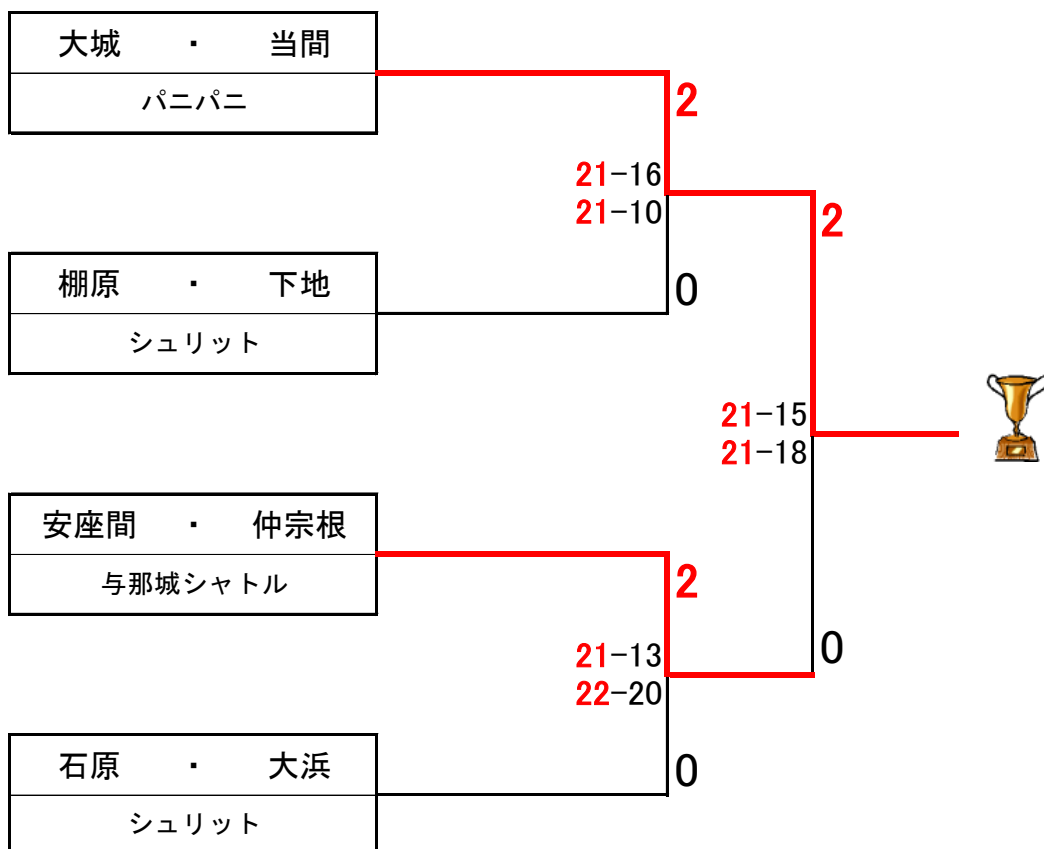 大城 ・ 当間
パニパニ
2
21-16
21-10
2
棚原 ・ 下地
0
シュリット
21-15
21-18
安座間 ・ 仲宗根
与那城シャトル
2
21-13
0
22-20
石原 ・ 大浜
0
シュリット